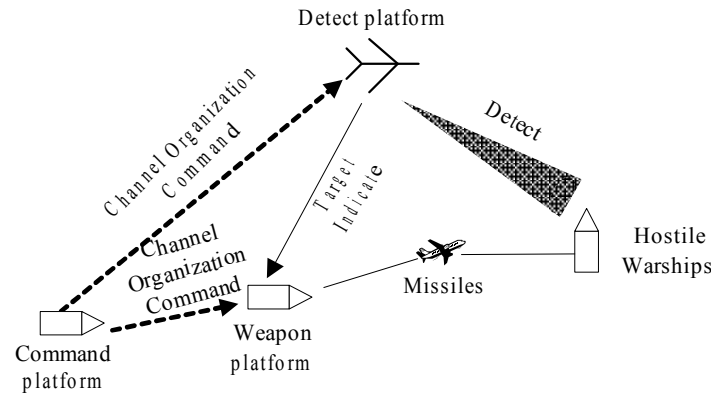 Detect platform
Channel Organization
Command
Detect
Target
Indicate
Channel
Organization
Command
Hostile
Warships
Missiles
Command
platform
Weapon
platform